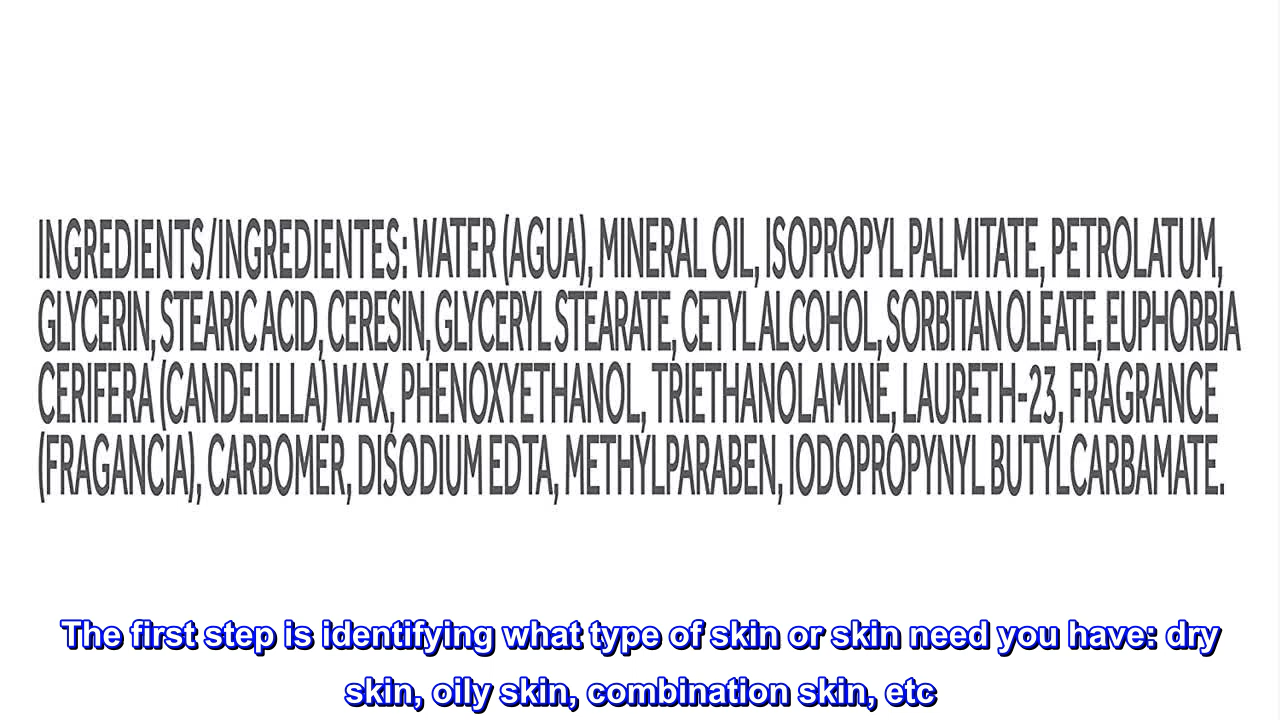 INGREDIENTS/INGREDIENTES: WATER (AGUA), MINERAL OIL, ISOPROPYL PALMITATE, PETROLATUM,
GLYCERIN, STEARIC ACID, CERESIN, GLYCERYL STEARATE, CETYL ALCOHOL, SORBITAN OLEATE, EUPHORBIA
CERIFERA (CANDELILLA) WAX, PHENOXYETHANOL, TRIETHANOLAMINE, LAURETH-23, FRAGRANCE
(FRAGANCIA), CARBOMER, DISODIUM EDTA, METHYLPARABEN, IODOPROPYNYL BUTYLCARBAMATE.
The first step is identifying what type of skin or skin need you have: dry
skin, oily skin, combination skin, etc